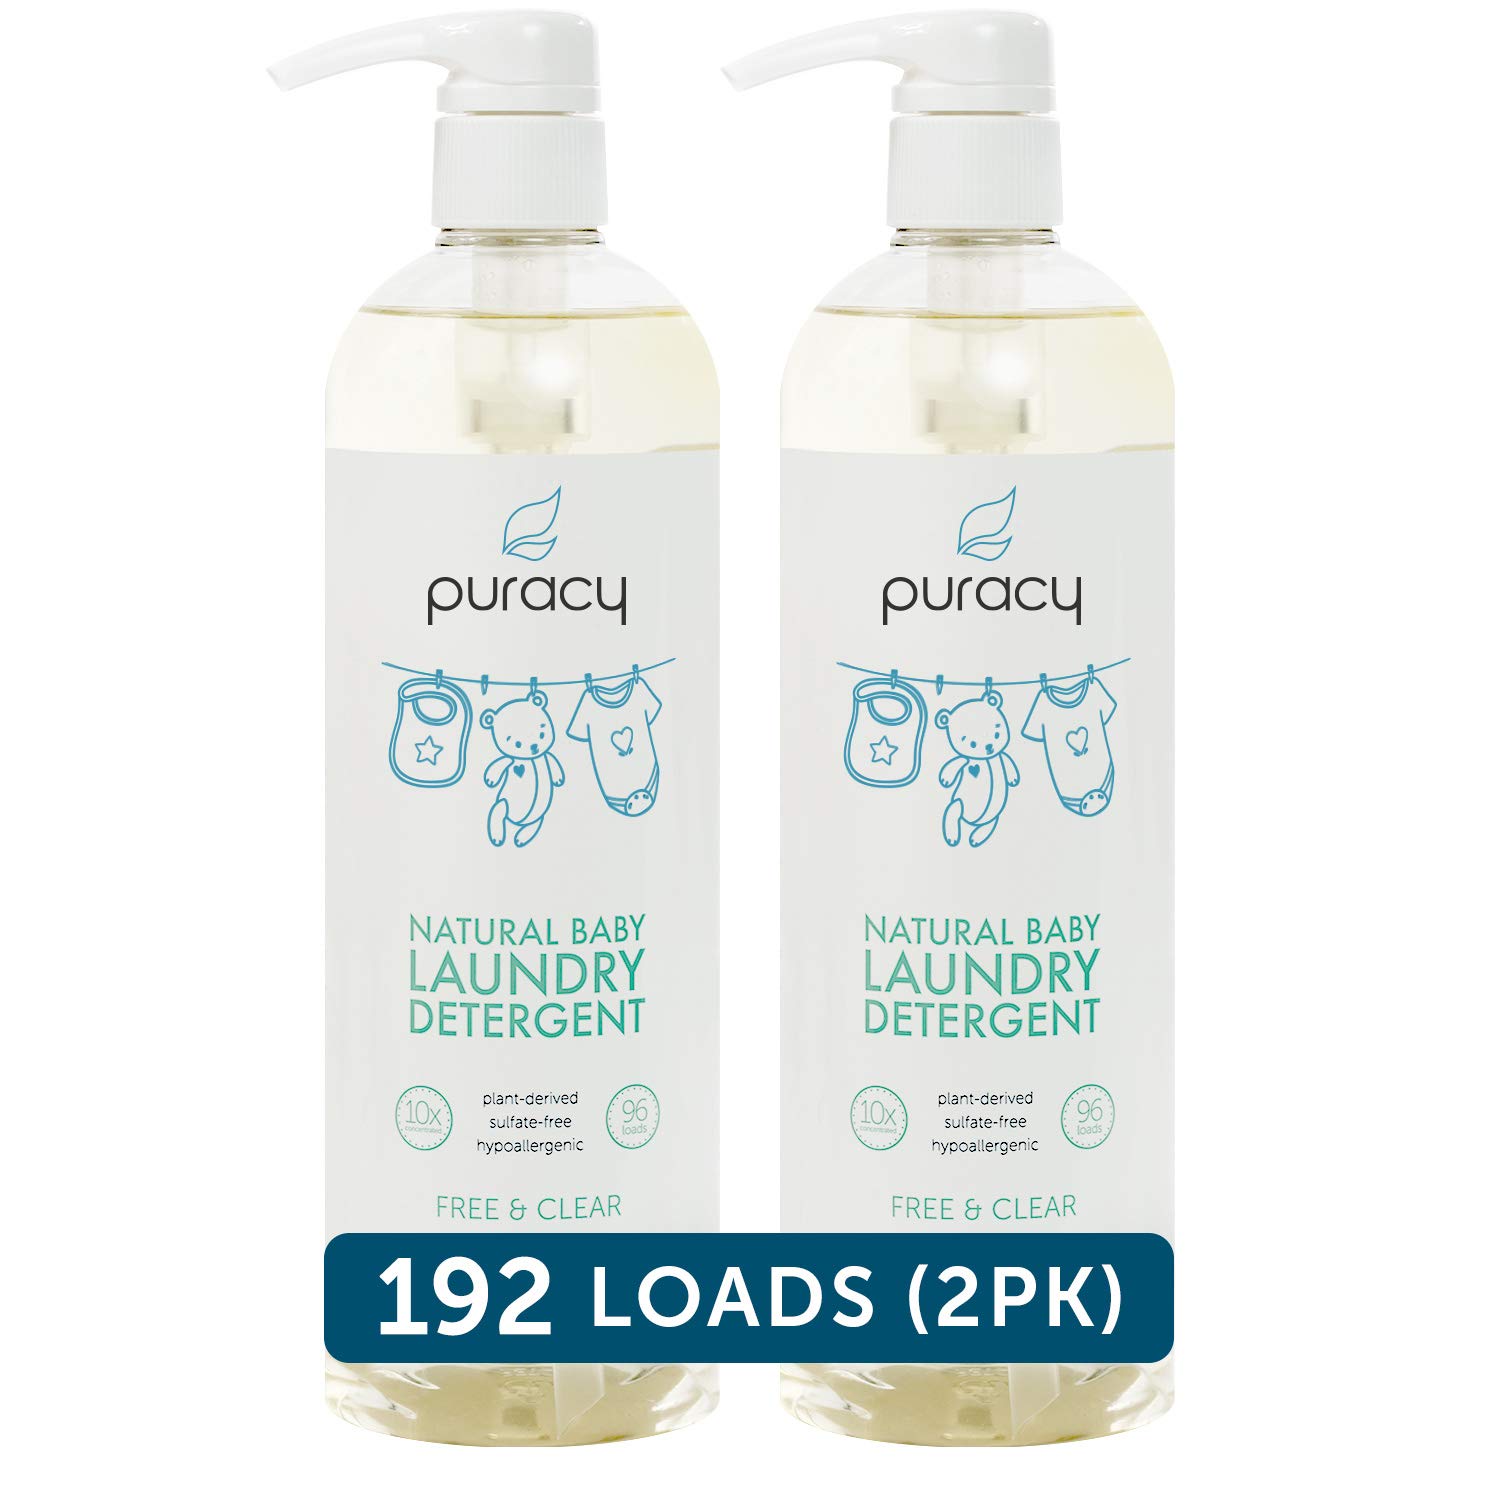 puracy
NATURAL BABY
LAUNDRY
DETERGENT
10x
concentrated
plant-derived
sulfate-free
hypoallergenic
96
loads
FREE & CLEAR
puracy
NATURAL BABY
LAUNDRY
DETERGENT
10x
concentrated
plant-derived
sulfate-free
hypoallergenic
96
loads
FREE & CLEAR
192 LOADS (2PK)